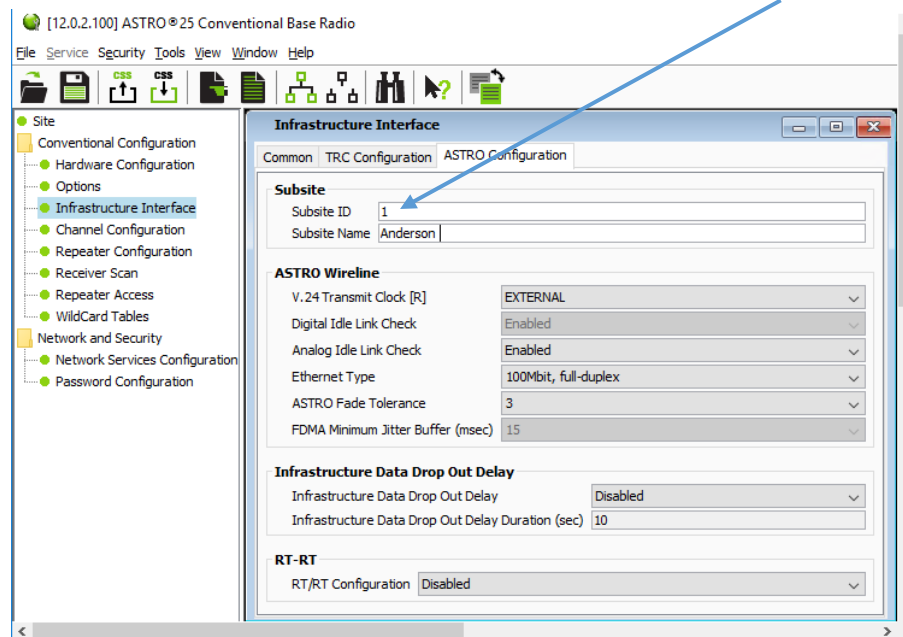 [12.0.2.100] ASTRO®25 Conventional Base Radio
File Service Security Tools View Window Help
CSS CSS
?
Site
Conventional Configuration
Hardware Configuration
Options
Infrastructure Interface
Channel Configuration
Repeater Configuration
Receiver Scan
Repeater Access
WildCard Tables
Network and Security
Network Services Configuration
Password Configuration
Infrastructure Interface
Common TRC Configuration ASTRO Configuration
Subsite
Subsite ID 1
Subsite Name Anderson
ASTRO Wireline
V.24 Transmit Clock [R] EXTERNAL
Digital Idle Link Check Enabled
Analog Idle Link Check Enabled
Ethernet Type 100Mbit, full-duplex
ASTRO Fade Tolerance 3
FDMA Minimum Jitter Buffer (msec) 15
Infrastructure Data Drop Out Delay
Infrastructure Data Drop Out Delay Disabled
Infrastructure Data Drop Out Delay Duration (sec) 10
RT-RT
RT/RT Configuration Disabled